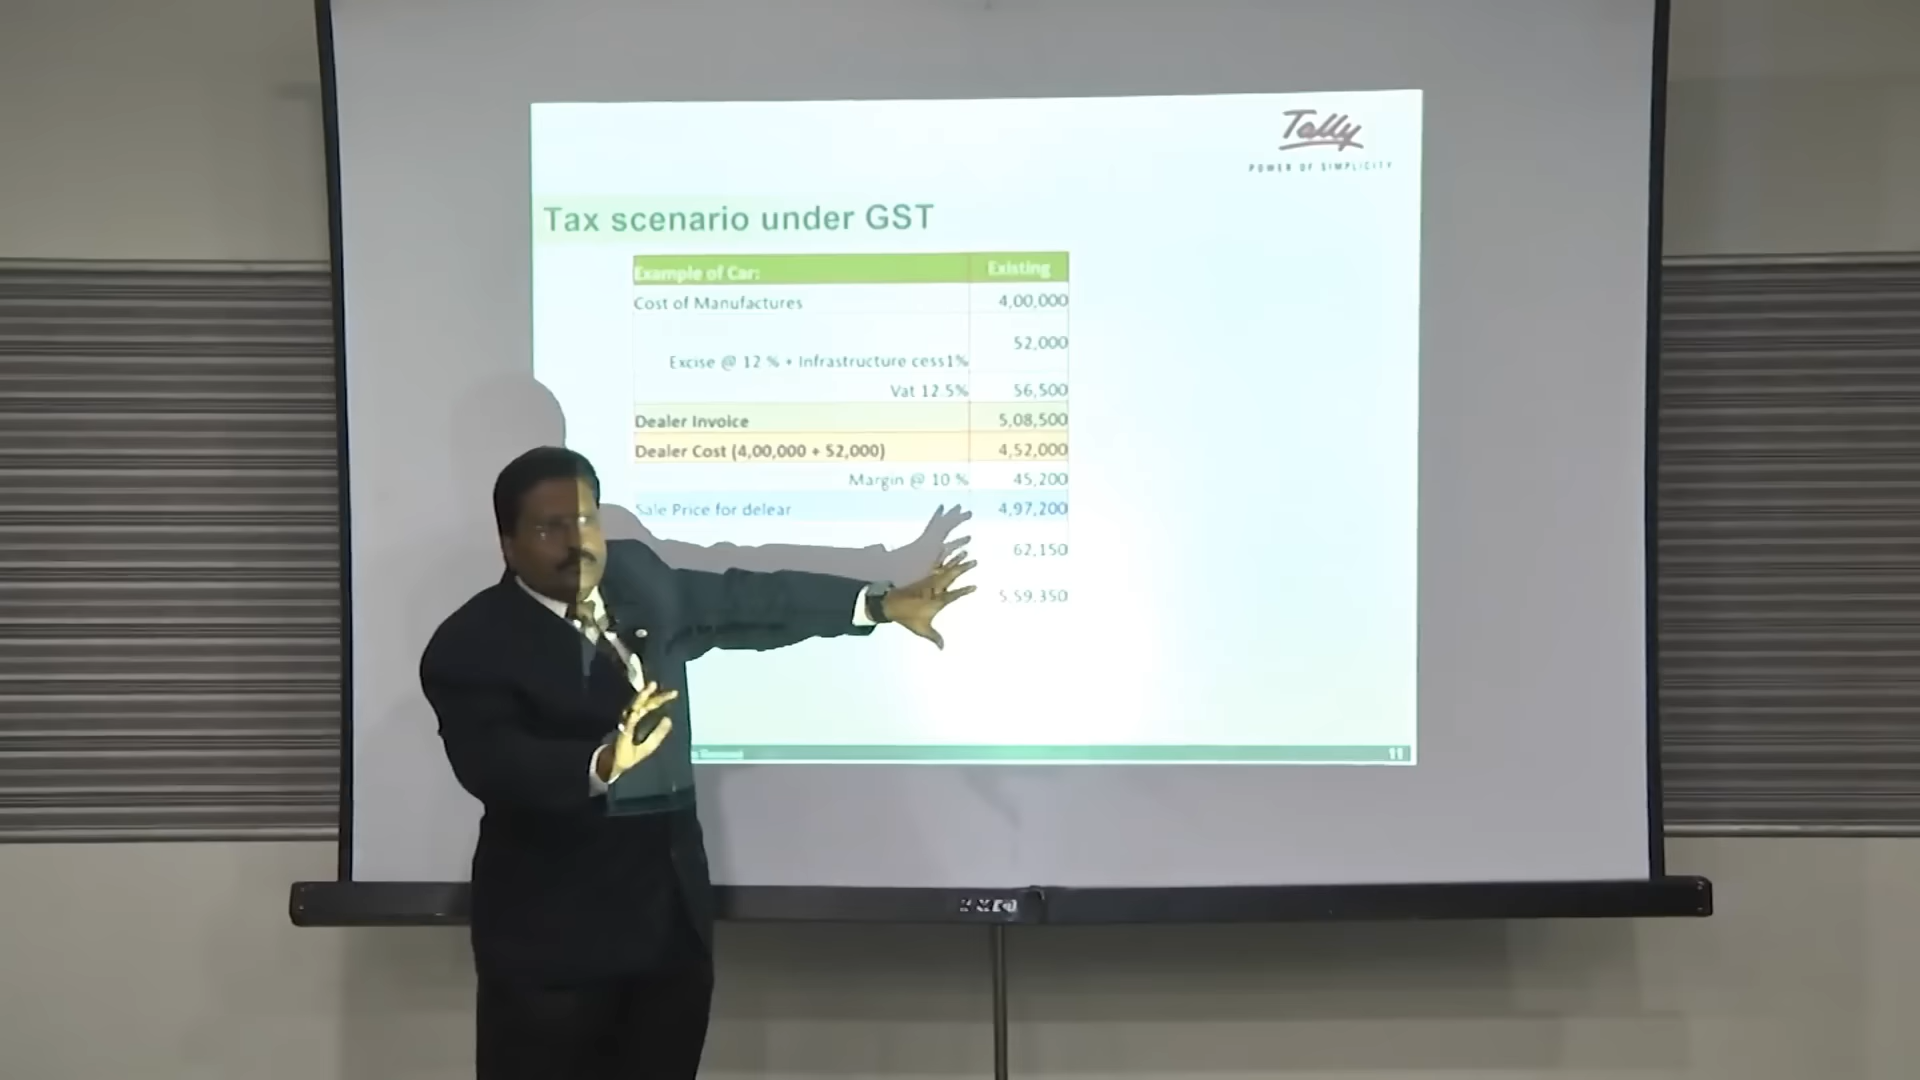 Tally
POWER OF SIMPLICITY
Tax scenario under GST
Example of Car: Existing
Cost of Manufactures 4,00,000
52,000
Excise @ 12 % + Infrastructure cess1%
Vat 12.5% 56,500
Dealer Invoice 5,08,500
Dealer Cost (4,00,000 + 52,000) 4,52,000
Margin @ 10 % 45,200
Sale Price for delear 4,97,200
62,150
5,59,350
11